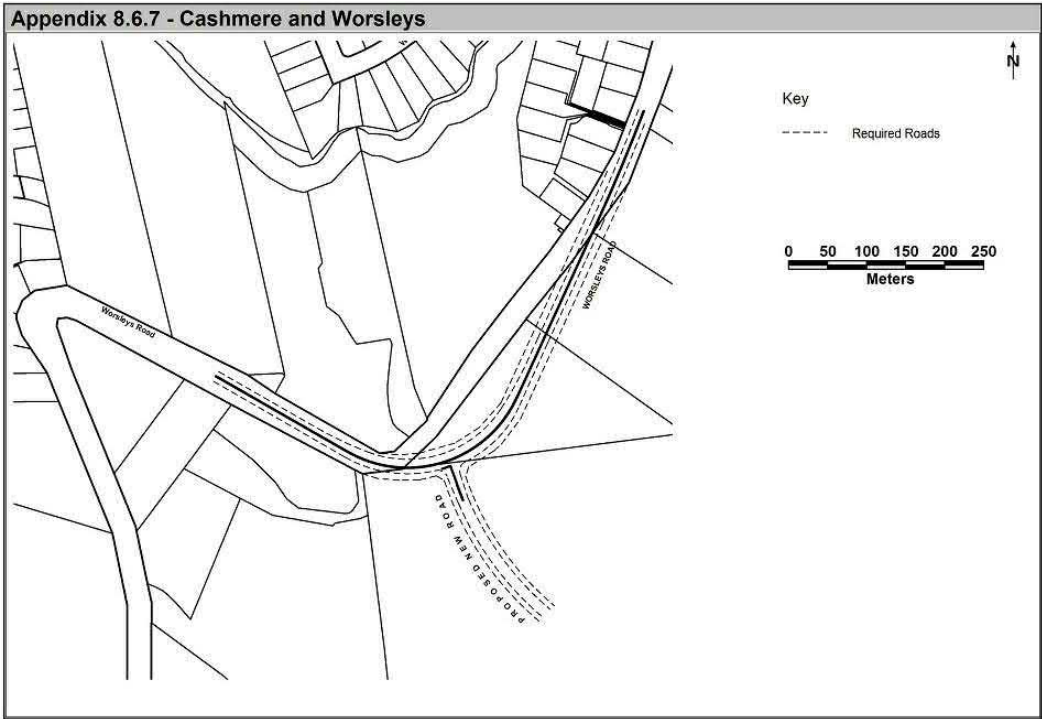 Appendix 8.6.7 - Cashmere and Worsleys
N
Key
Required Roads
0 50 100 150 200 250
Meters
WORSLEYS ROAD
Worsleys Road
PROPOSED NEW ROAD